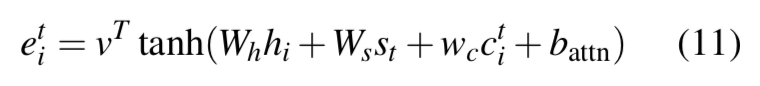 e_i^t = v^T tanh(W_h h_i + W_s s_t + w_c c_i^t + b_attn) (11)